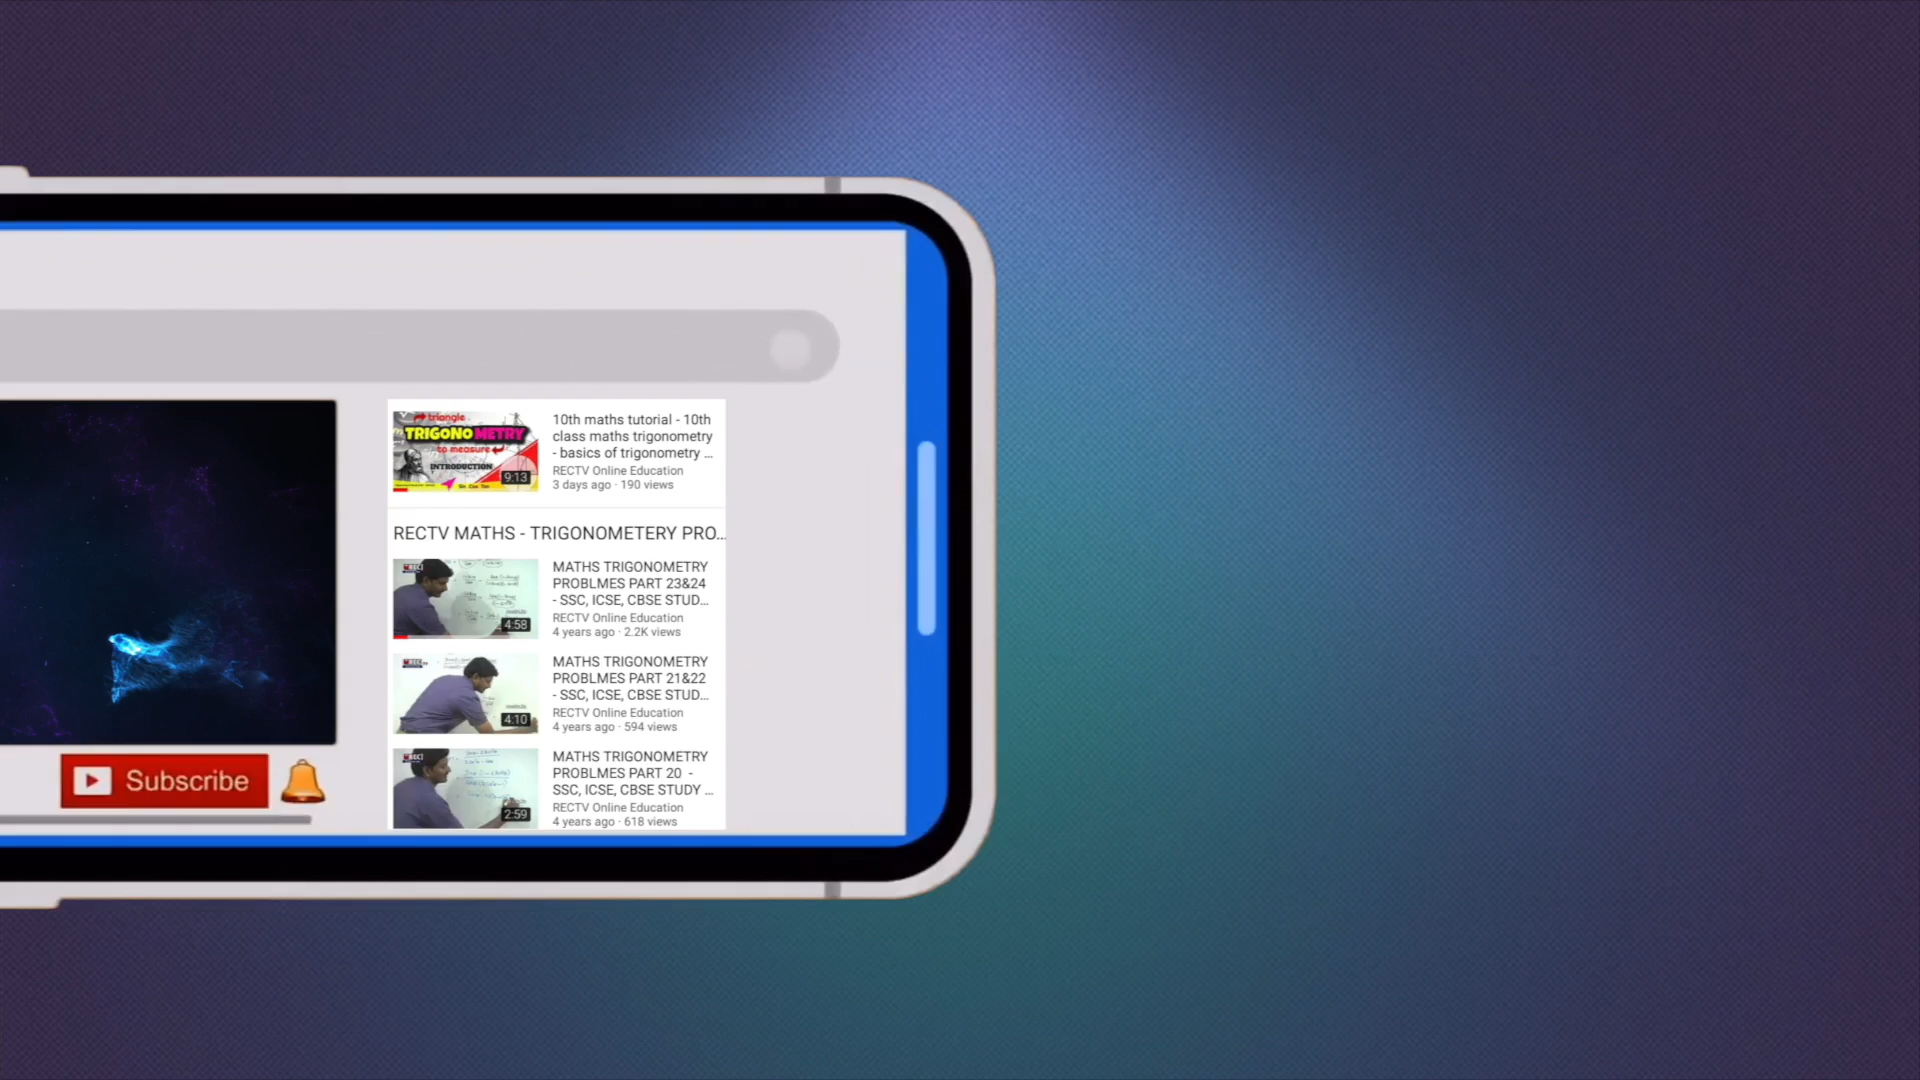 triangle
TRIGONOMETRY
to measure
INTRODUCTION
Sin Cos Tan
9:13
10th maths tutorial - 10th
class maths trigonometry
- basics of trigonometry ...
RECTV Online Education
3 days ago · 190 views
RECTV MATHS - TRIGONOMETERY PRO...
4:58
MATHS TRIGONOMETRY
PROBLMES PART 23&24
- SSC, ICSE, CBSE STUD...
RECTV Online Education
4 years ago · 2.2K views
4:10
MATHS TRIGONOMETRY
PROBLMES PART 21&22
- SSC, ICSE, CBSE STUD...
RECTV Online Education
4 years ago · 594 views
2:59
MATHS TRIGONOMETRY
PROBLMES PART 20 -
SSC, ICSE, CBSE STUDY ...
RECTV Online Education
4 years ago · 618 views
Subscribe